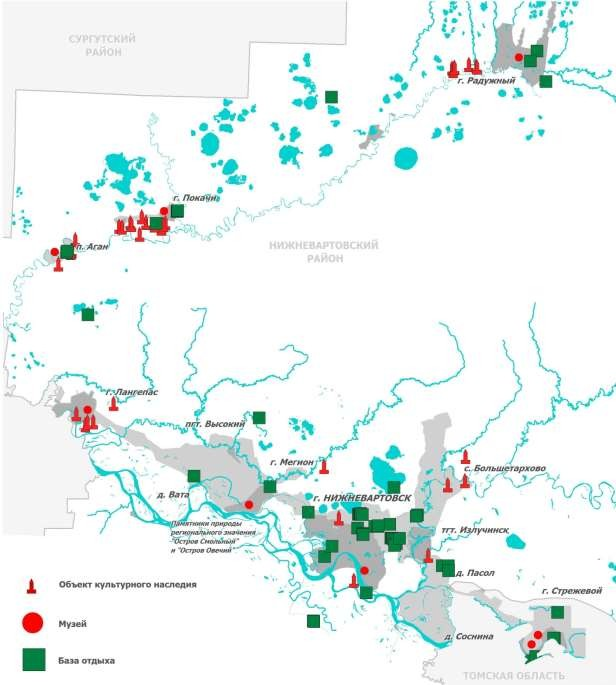 СУРГУТСКИЙ
РАЙОН
г. Радужный
г. Покачи
НИЖНЕВАРТОВСКИЙ
РАЙОН
п. Аган
г. Лангепас
пгт. Высокий
г. Мегион
с. Большетархово
д. Вата
г. НИЖНЕВАРТОВСК
Памятники природы
регионального значения
"Остров Смольный"
и "Остров Овечий"
тгт. Излучинск
д. Пасол
Объект культурного наследия
г. Стрежевой
Музей
д. Соснина
База отдыха
ТОМСКАЯ ОБЛАСТЬ